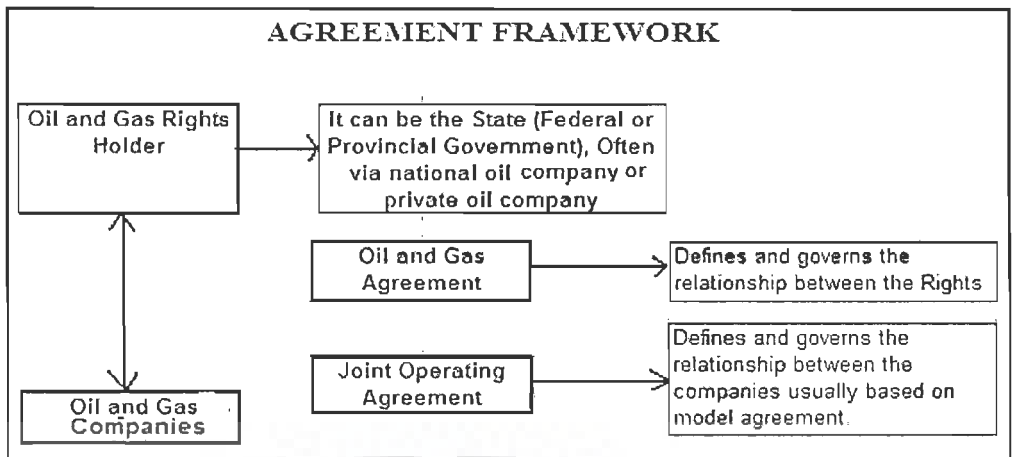 AGREEMENT FRAMEWORK
Oil and Gas Rights
Holder
It can be the State (Federal or
Provincial Government), Often
via national oil company or
private oil company
Oil and Gas
Agreement
Defines and governs the
relationship between the Rights
Joint Operating
Agreement
Defines and governs the
relationship between the
companies usually based on
model agreement.
Oil and Gas
Companies